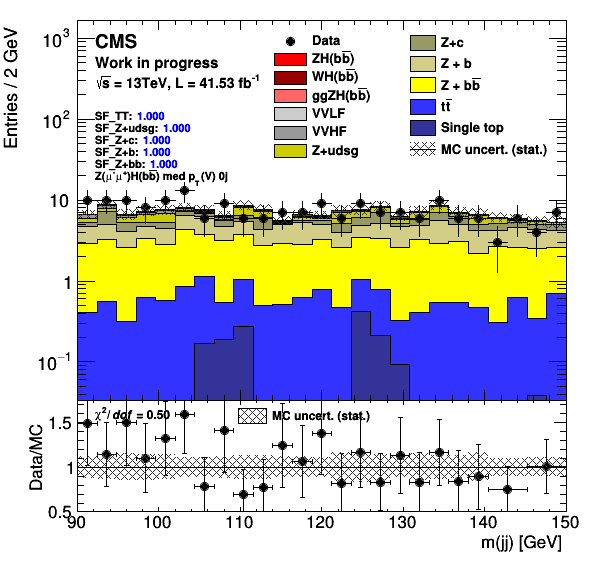 CMS
Work in progress
√s = 13TeV, L = 41.53 fb⁻¹
SF_TT: 1.000
SF_Z+udsg: 1.000
SF_Z+c: 1.000
SF_Z+b: 1.000
SF_Z+bb: 1.000
Z(μ⁻μ⁺)H(bb̅) med p_T(V) 0j
Data
ZH(bb̅)
WH(bb̅)
ggZH(bb̅)
VVLF
VVHF
Z+udsg
Z+c
Z + b
Z + bb̅
tt̅
Single top
MC uncert. (stat.)
Entries / 2 GeV
10³
10²
10
1
10⁻¹
χ²/dof = 0.50
MC uncert. (stat.)
Data/MC
1.5
1
0.5
90 100 110 120 130 140 150
m(jj) [GeV]